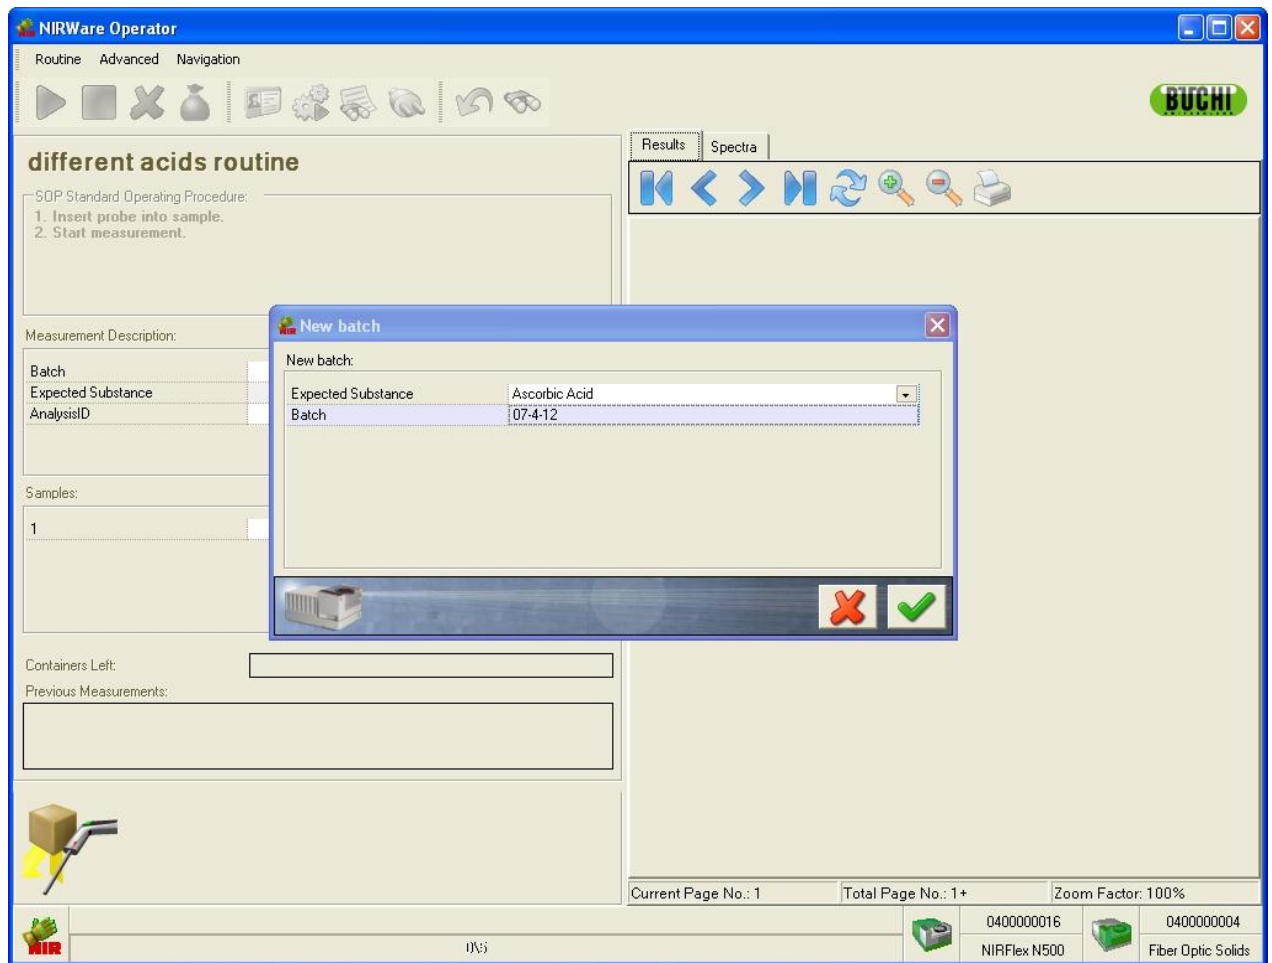 NIRWare Operator
Routine Advanced Navigation
BUCHI
different acids routine
SOP Standard Operating Procedure:
1. Insert probe into sample.
2. Start measurement.
Measurement Description:
Batch
Expected Substance
AnalysisID
Samples:
1
Containers Left:
Previous Measurements:
Results Spectra
New batch
New batch:
Expected Substance Ascorbic Acid
Batch 07-4-12
Current Page No.: 1 Total Page No.: 1+ Zoom Factor: 100%
NIR
0400000016
NIRFlex N500
0400000004
Fiber Optic Solids